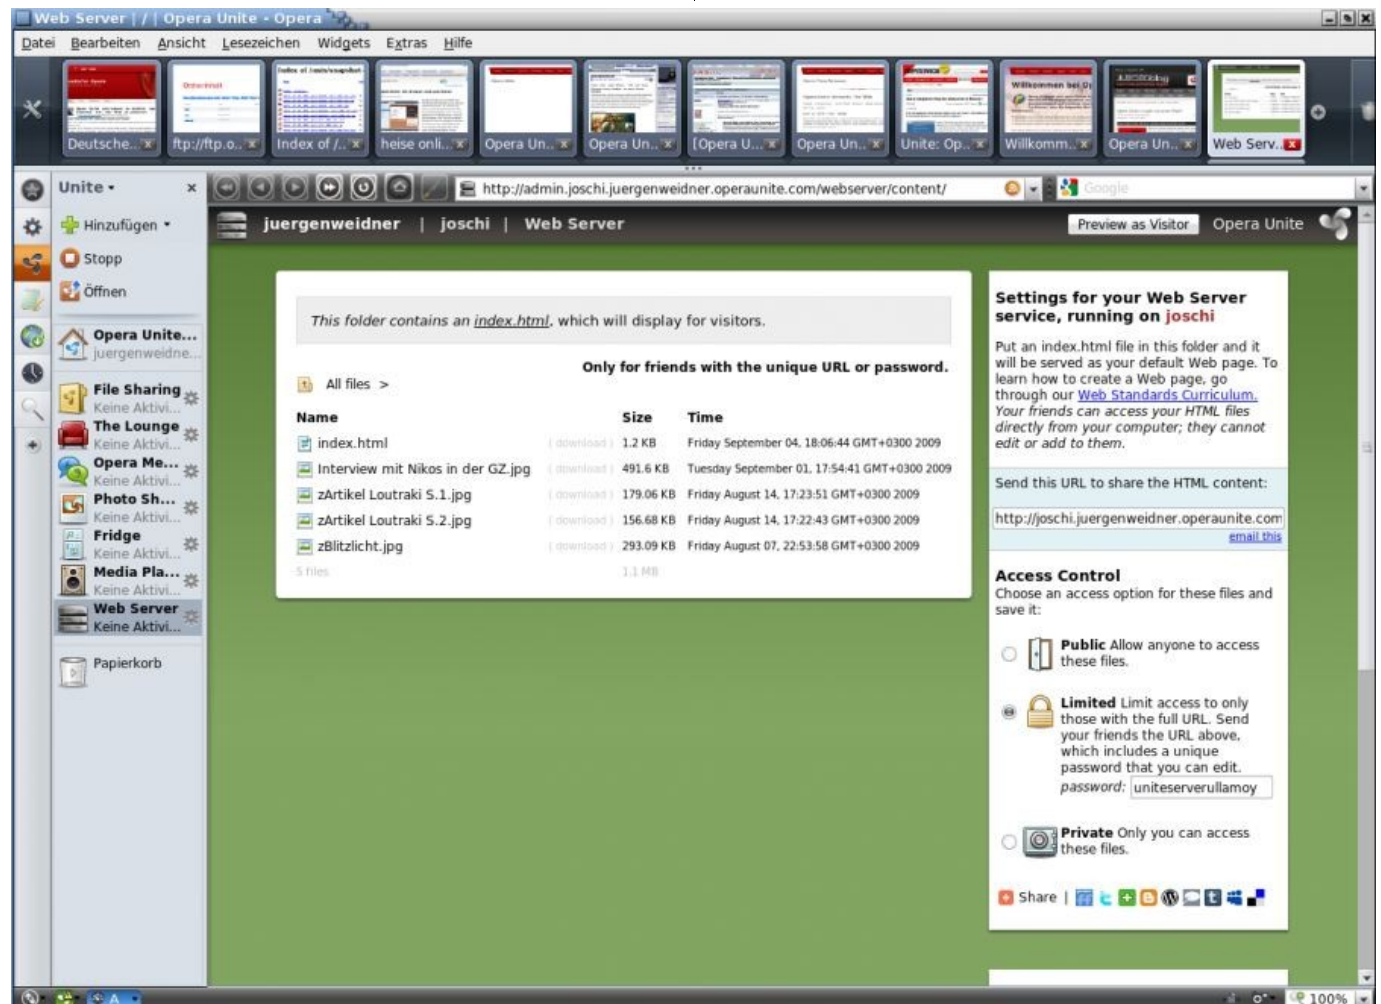 Web Server | / | Opera Unite - Opera
Datei Bearbeiten Ansicht Lesezeichen Widgets Extras Hilfe
Willkommen bei Op
Deutsche.. ftp://ftp.o.. Index of /.. heise onli.. Opera Un.. Opera Un.. [Opera U... Opera Un.. Unite: Op.. Willkomm.. Opera Un.. Web Serv..
Unite
http://admin.joschi.juergenweidner.operaunite.com/webserver/content/
Google
Hinzufügen
Stopp
Öffnen
Opera Unite...
juergenweidne...
File Sharing
Keine Aktivi...
The Lounge
Keine Aktivi...
Opera Me...
Keine Aktivi...
Photo Sh...
Keine Aktivi...
Fridge
Keine Aktivi...
Media Pla...
Keine Aktivi...
Web Server
Keine Aktivi...
Papierkorb
juergenweidner | joschi | Web Server
Preview as Visitor
Opera Unite
This folder contains an index.html, which will display for visitors.
Only for friends with the unique URL or password.
All files >
Name Size Time
index.html ( download ) 1.2 KB Friday September 04, 18:06:44 GMT+0300 2009
Interview mit Nikos in der GZ.jpg ( download ) 491.6 KB Tuesday September 01, 17:54:41 GMT+0300 2009
zArtikel Loutraki S.1.jpg ( download ) 179.06 KB Friday August 14, 17:23:51 GMT+0300 2009
zArtikel Loutraki S.2.jpg ( download ) 156.68 KB Friday August 14, 17:22:43 GMT+0300 2009
zBlitzlicht.jpg ( download ) 293.09 KB Friday August 07, 22:53:58 GMT+0300 2009
5 files 1.1 MB
Settings for your Web Server
service, running on joschi
Put an index.html file in this folder and it
will be served as your default Web page. To
learn how to create a Web page, go
through our Web Standards Curriculum.
Your friends can access your HTML files
directly from your computer; they cannot
edit or add to them.
Send this URL to share the HTML content:
http://joschi.juergenweidner.operaunite.com
email this
Access Control
Choose an access option for these files and
save it:
Public Allow anyone to access
these files.
Limited Limit access to only
those with the full URL. Send
your friends the URL above,
which includes a unique
password that you can edit.
password: uniteserverullamoy
Private Only you can access
these files.
Share |
A
100%